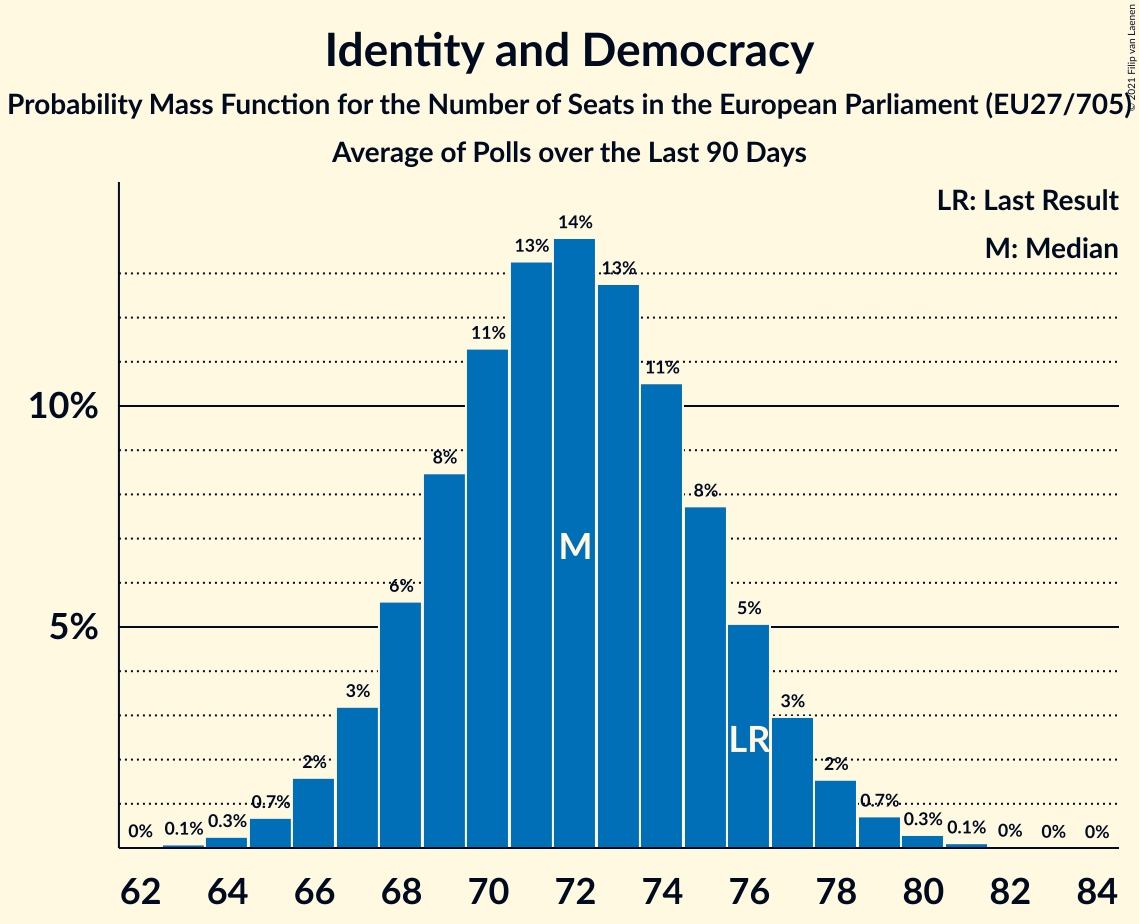 Identity and Democracy
© 2021 Filip van Laenen
Probability Mass Function for the Number of Seats in the European Parliament (EU27/705)
Average of Polls over the Last 90 Days
LR: Last Result
M: Median
14%
13%
13%
11%
11%
10%
8%
8%
M
6%
5%
5%
3%
3%
LR
2%
2%
0.7%
0.7%
0.3%
0.3%
0%
0.1%
0.1%
0%
0%
0%
62 64 66 68 70 72 74 76 78 80 82 84